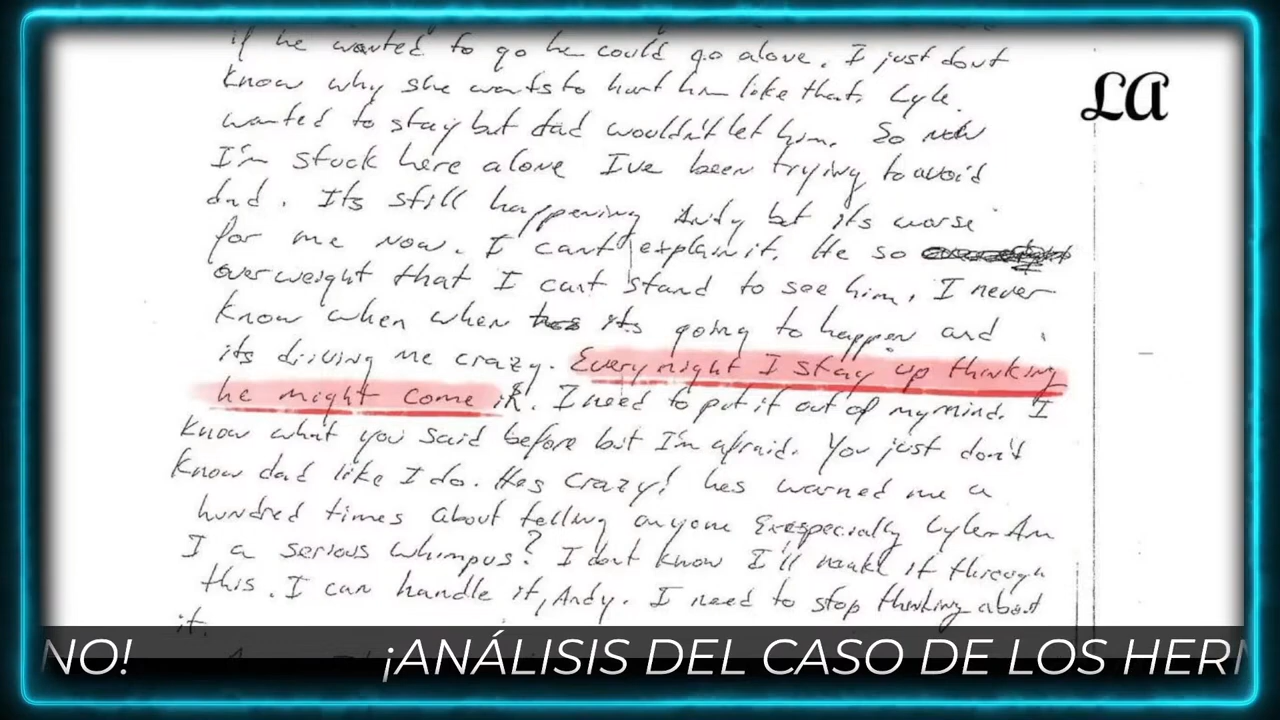 if he wanted to go he could go alone. I just dont
know why she wants to hurt him like that. Lyle
wanted to stay but dad wouldn't let him. So now
I'm stuck here alone I've been trying to avoid
dad. Its still happening Andy but its worse
for me now. I can't explain it. He so
overweight that I cant stand to see him. I never
know when when its going to happen and
its driving me crazy. Every night I stay up thinking
he might come in. I need to put it out of my mind. I
know what you said before but I'm afraid. You just don't
know dad like I do. Hes crazy! hes warned me a
hundred times about telling anyone Exespecially Lyle. Am
I a serious whimpus? I dont know I'll make it through
this. I can handle it, Andy. I need to stop thinking about
it.
LA
NO! ¡ANÁLISIS DEL CASO DE LOS HERN